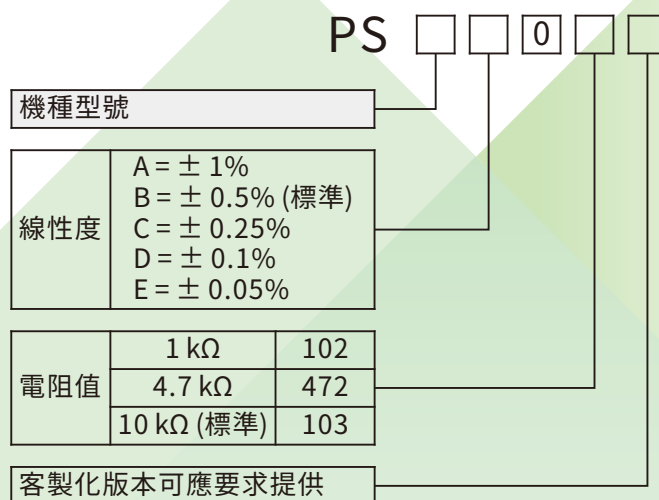 PS □ □ 0 □ □
機種型號
線性度
A = ± 1%
B = ± 0.5% (標準)
C = ± 0.25%
D = ± 0.1%
E = ± 0.05%
電阻值
1 kΩ 102
4.7 kΩ 472
10 kΩ (標準) 103
客製化版本可應要求提供